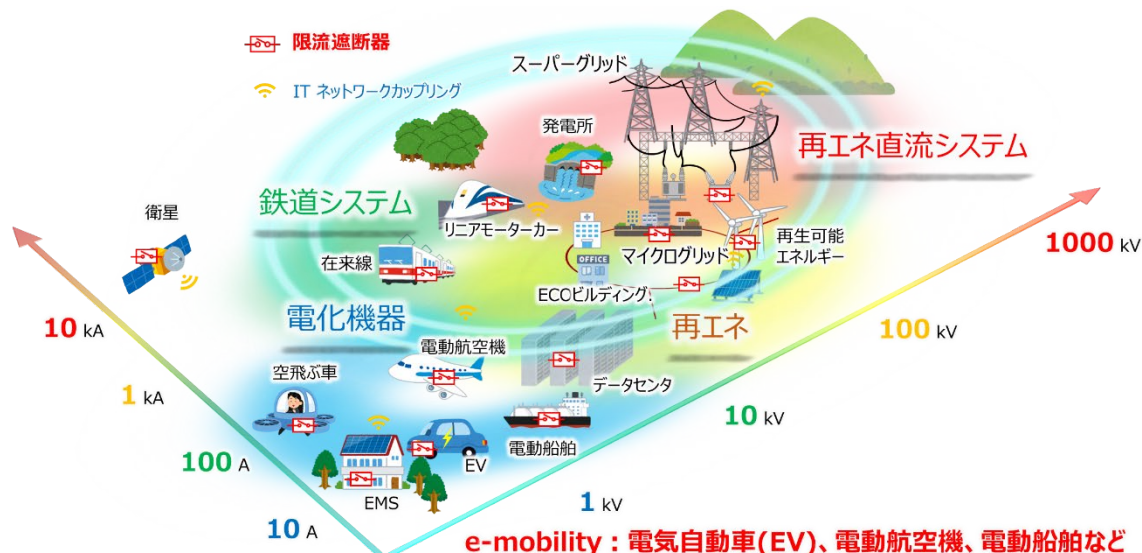 限流遮断器
IT ネットワークカップリング
スーパーグリッド
発電所
再エネ直流システム
鉄道システム
衛星
リニアモーターカー
マイクログリッド
再生可能
エネルギー
1000 kV
在来線
OFFICE
ECOビルディング.
10 kA
電化機器
再エネ
100 kV
電動航空機
1 kA
空飛ぶ車
データセンタ
10 kV
100 A
電動船舶
EV
EMS
1 kV
10 A
e-mobility：電気自動車(EV)、電動航空機、電動船舶など